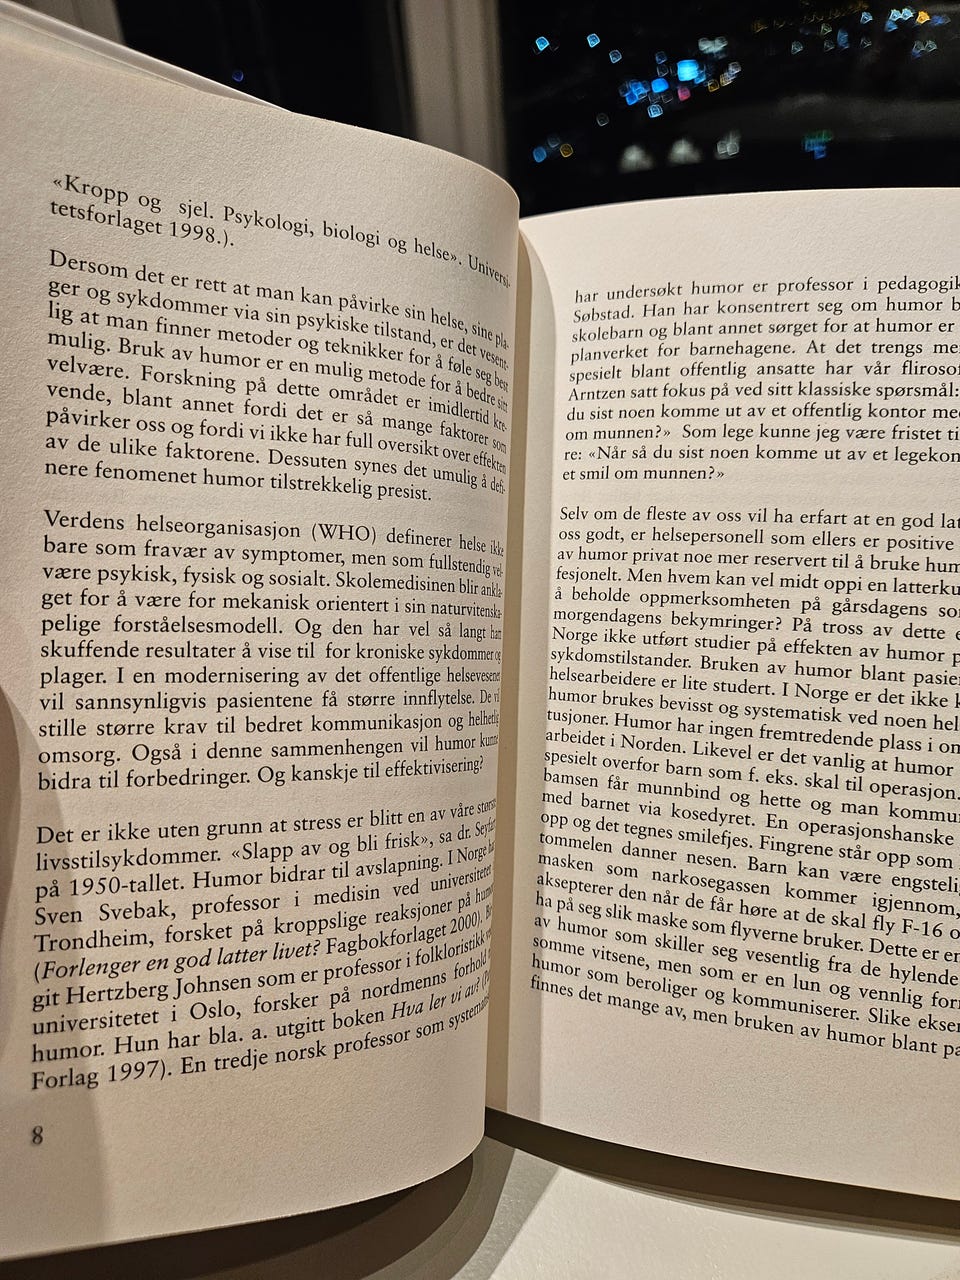 «Kropp og sjel. Psykologi, biologi og helse». Universi-
tetsforlaget 1998.).
Dersom det er rett at man kan påvirke sin helse, sine pla-
ger og sykdommer via sin psykiske tilstand, er det vesent-
lig at man finner metoder og teknikker for å føle seg best
mulig. Bruk av humor er en mulig metode for å bedre sitt
velvære. Forskning på dette området er imidlertid kre-
vende, blant annet fordi det er så mange faktorer som
påvirker oss og fordi vi ikke har full oversikt over effekten
av de ulike faktorene. Dessuten synes det umulig å defi-
nere fenomenet humor tilstrekkelig presist.
Verdens helseorganisasjon (WHO) definerer helse ikke
bare som fravær av symptomer, men som fullstendig vel-
være psykisk, fysisk og sosialt. Skolemedisinen blir ankla-
get for å være for mekanisk orientert i sin naturvitenska-
pelige forståelsesmodell. Og den har vel så langt hatt
skuffende resultater å vise til for kroniske sykdommer og
plager. I en modernisering av det offentlige helsevesenet
vil sannsynligvis pasientene få større innflytelse. De vil
stille større krav til bedret kommunikasjon og helhetlig
omsorg. Også i denne sammenhengen vil humor kunne
bidra til forbedringer. Og kanskje til effektivisering?
Det er ikke uten grunn at stress er blitt en av våre største
livsstilsykdommer. «Slapp av og bli frisk», sa dr. Seyffart
på 1950-tallet. Humor bidrar til avslapning. I Norge har
Sven Svebak, professor i medisin ved universitetet
Trondheim, forsket på kroppslige reaksjoner på humor
(Forlenger en god latter livet? Fagbokforlaget 2000).
git Hertzberg Johnsen som er professor i folkloristikk
universitetet i Oslo, forsker på nordmenns forhold
humor. Hun har bla. a. utgitt boken Hva ler vi av?
Forlag 1997). En tredje norsk professor som
8
har undersøkt humor er professor i pedagogik
Søbstad. Han har konsentrert seg om humor b
skolebarn og blant annet sørget for at humor er
planverket for barnehagene. At det trengs me
spesielt blant offentlig ansatte har vår flirosof
Arntzen satt fokus på ved sitt klassiske spørsmål:
du sist noen komme ut av et offentlig kontor me
om munnen?» Som lege kunne jeg være fristet ti
re: «Når så du sist noen komme ut av et legekon
et smil om munnen?»
Selv om de fleste av oss vil ha erfart at en god lat
oss godt, er helsepersonell som ellers er positive
av humor privat noe mer reservert til å bruke hum
fesjonelt. Men hvem kan vel midt oppi en latterku
å beholde oppmerksomheten på gårsdagens so
morgendagens bekymringer? På tross av dette e
Norge ikke utført studier på effekten av humor p
sykdomstilstander. Bruken av humor blant pasie
helsearbeidere er lite studert. I Norge er det ikke k
humor brukes bevisst og systematisk ved noen hel
tusjoner. Humor har ingen fremtredende plass i om
arbeidet i Norden. Likevel er det vanlig at humor
spesielt overfor barn som f. eks. skal til operasjon.
bamsen får munnbind og hette og man kommu
med barnet via kosedyret. En operasjonshanske
opp og det tegnes smilefjes. Fingrene står opp som
tommelen danner nesen. Barn kan være engstelig
masken som narkosegassen kommer igjennom,
aksepterer den når de får høre at de skal fly F-16 o
ha på seg slik maske som flyverne bruker. Dette er en
av humor som skiller seg vesentlig fra de hylende
somme vitsene, men som er en lun og vennlig for
humor som beroliger og kommuniserer. Slike ekse
finnes det mange av, men bruken av humor blant pa